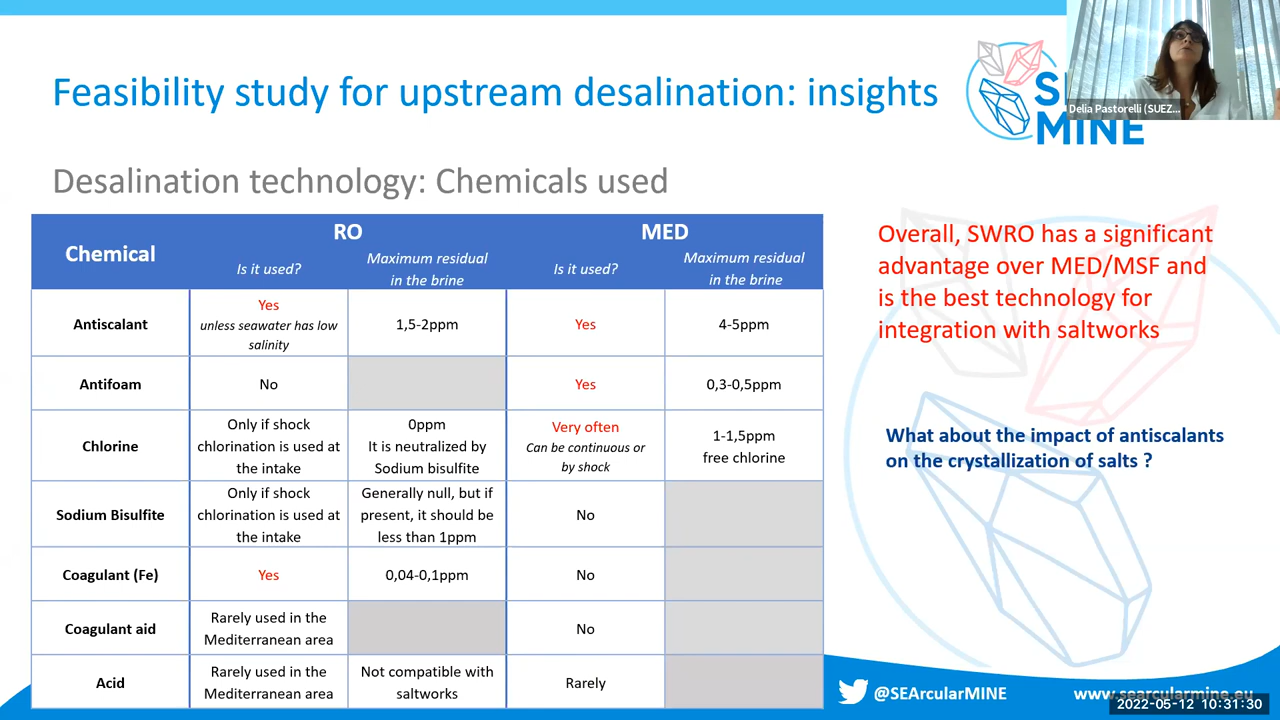 Feasibility study for upstream desalination: insights
MINE
Delia Pastorelli (SUEZ...
Desalination technology: Chemicals used
Chemical
RO
MED
Is it used?
Maximum residual
in the brine
Is it used?
Maximum residual
in the brine
Antiscalant
Yes
unless seawater has low
salinity
1,5-2ppm
Yes
4-5ppm
Antifoam
No
Yes
0,3-0,5ppm
Chlorine
Only if shock
chlorination is used at
the intake
0ppm
It is neutralized by
Sodium bisulfite
Very often
Can be continuous or
by shock
1-1,5ppm
free chlorine
Sodium Bisulfite
Only if shock
chlorination is used at
the intake
Generally null, but if
present, it should be
less than 1ppm
No
Coagulant (Fe)
Yes
0,04-0,1ppm
No
Coagulant aid
Rarely used in the
Mediterranean area
No
Acid
Rarely used in the
Mediterranean area
Not compatible with
saltworks
Rarely
Overall, SWRO has a significant
advantage over MED/MSF and
is the best technology for
integration with saltworks
What about the impact of antiscalants
on the crystallization of salts ?
@SEArcularMINE
www.searcularmine.eu
2022-05-12 10:31:30